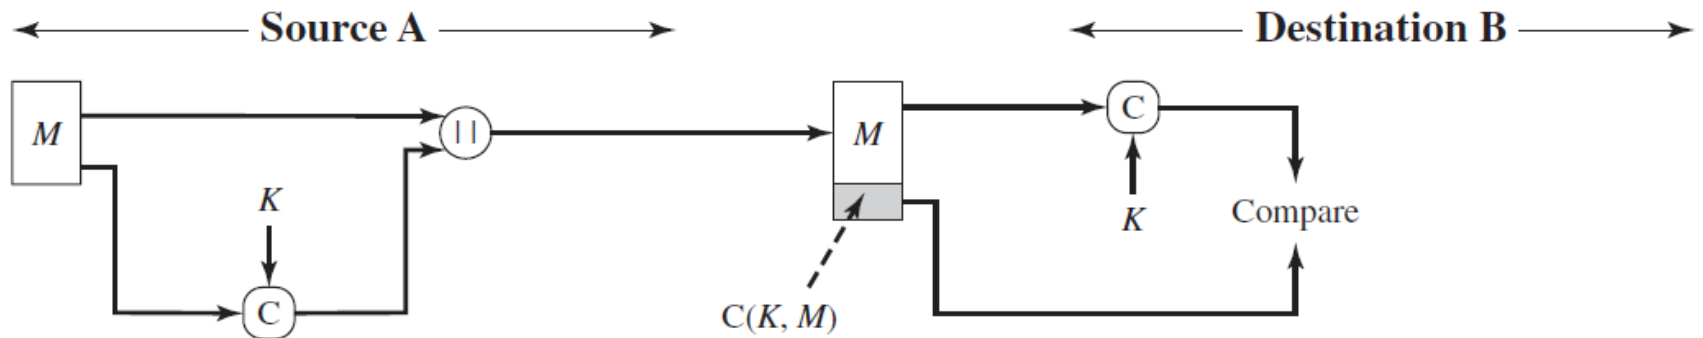 Source A
Destination B
M
||
M
C
K
K
Compare
C
C(K, M)